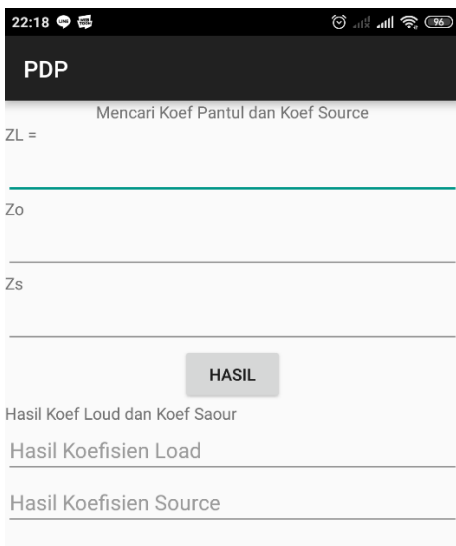 22:18
96
PDP
Mencari Koef Pantul dan Koef Source
ZL =
Zo
Zs
HASIL
Hasil Koef Loud dan Koef Saour
Hasil Koefisien Load
Hasil Koefisien Source